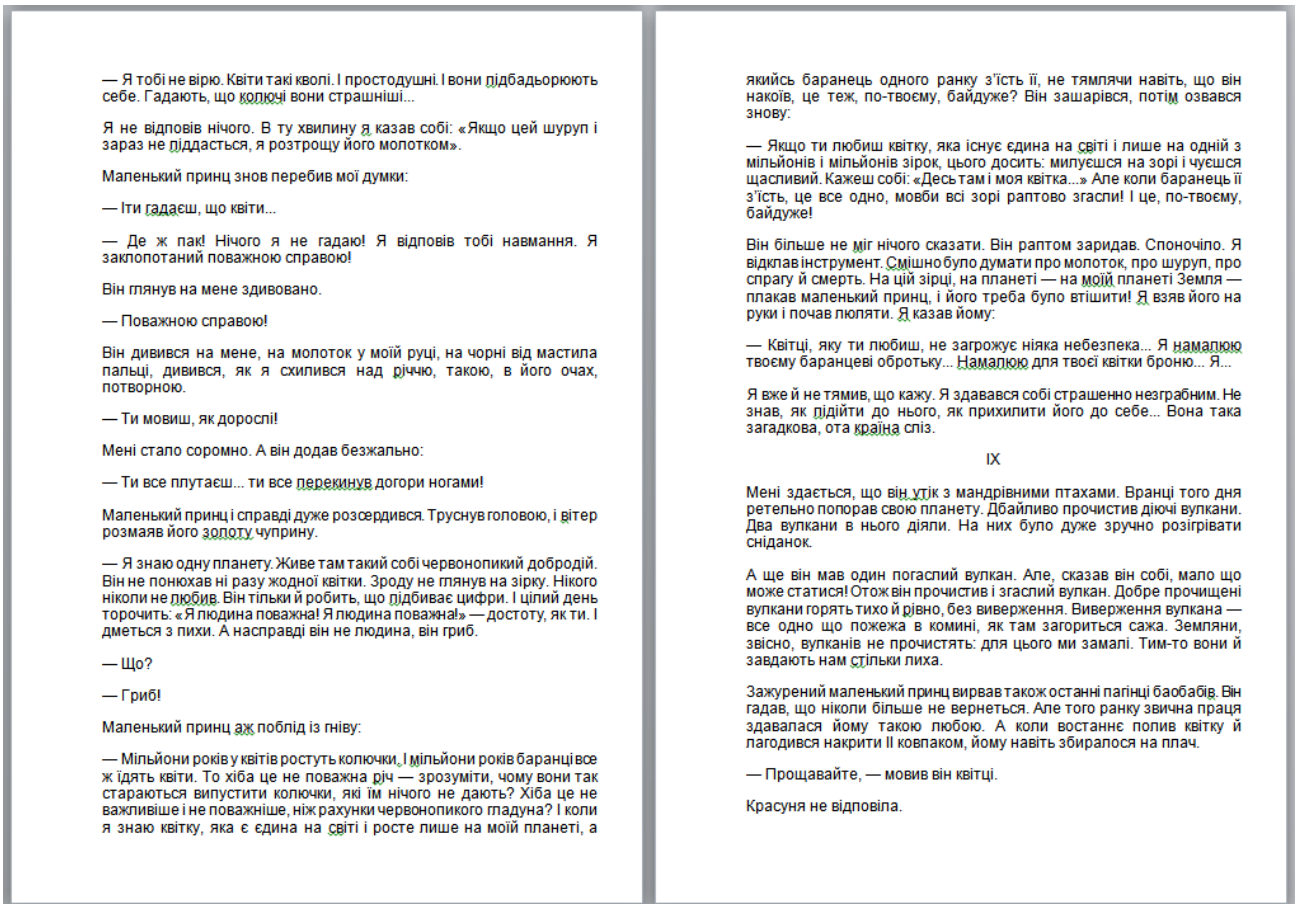 — Я тобі не вірю. Квіти такі кволі. І простодушні. І вони підбадьорюють
себе. Гадають, що колючі вони страшніші...
Я не відповів нічого. В ту хвилину я казав собі: «Якщо цей шуруп і
зараз не піддасться, я розтрощу його молотком».
Маленький принц знов перебив мої думки:
— Іти гадаєш, що квіти...
— Де ж пак! Нічого я не гадаю! Я відповів тобі навмання. Я
заклопотаний поважною справою!
Він глянув на мене здивовано.
— Поважною справою!
Він дивився на мене, на молоток у моїй руці, на чорні від мастила
пальці, дивився, як я схилився над річчю, такою, в його очах,
потворною.
— Ти мовиш, як дорослі!
Мені стало соромно. А він додав безжально:
— Ти все плутаєш... ти все перекинув догори ногами!
Маленький принц і справді дуже розсердився. Труснув головою, і вітер
розмаяв його золоту чуприну.
— Я знаю одну планету. Живе там такий собі червонопикий добродій.
Він не понюхав ні разу жодної квітки. Зроду не глянув на зірку. Нікого
ніколи не любив. Він тільки й робить, що підбиває цифри. І цілий день
торочить: «Я людина поважна! Я людина поважна!» — достоту, як ти. І
дметься з пихи. А насправді він не людина, він гриб.
— Що?
— Гриб!
Маленький принц аж поблід із гніву:
— Мільйони років у квітів ростуть колючки. І мільйони років баранці все
ж їдять квіти. То хіба це не поважна річ — зрозуміти, чому вони так
стараються випустити колючки, які їм нічого не дають? Хіба це не
важливіше і не поважніше, ніж рахунки червонопикого гладуна? І коли
я знаю квітку, яка є єдина на світі і росте лише на моїй планеті, а
якийсь баранець одного ранку з’їсть її, не тямлячи навіть, що він
накоїв, це теж, по-твоєму, байдуже? Він зашарівся, потім озвався
знову:
— Якщо ти любиш квітку, яка існує єдина на світі і лише на одній з
мільйонів і мільйонів зірок, цього досить: милуєшся на зорі і чуєшся
щасливий. Кажеш собі: «Десь там і моя квітка...» Але коли баранець її
з’їсть, це все одно, мовби всі зорі раптово згасли! І це, по-твоєму,
байдуже!
Він більше не міг нічого сказати. Він раптом заридав. Споночіло. Я
відклав інструмент. Смішно було думати про молоток, про шуруп, про
спрагу й смерть. На цій зірці, на планеті — на моїй планеті Земля —
плакав маленький принц, і його треба було втішити! Я взяв його на
руки і почав люляти. Я казав йому:
— Квітці, яку ти любиш, не загрожує ніяка небезпека... Я намалюю
твоєму баранцеві обротьку... Намалюю для твоєї квітки броню... Я...
Я вже й не тямив, що кажу. Я здавався собі страшенно незграбним. Не
знав, як підійти до нього, як прихилити його до себе... Вона така
загадкова, ота країна сліз.
IX
Мені здається, що він утік з мандрівними птахами. Вранці того дня
ретельно попорав свою планету. Дбайливо прочистив діючі вулкани.
Два вулкани в нього діяли. На них було дуже зручно розігрівати
сніданок.
А ще він мав один погаслий вулкан. Але, сказав він собі, мало що
може статися! Отож він прочистив і згаслий вулкан. Добре прочищені
вулкани горять тихо й рівно, без виверження. Виверження вулкана —
все одно що пожежа в комині, як там загориться сажа. Земляни,
звісно, вулканів не прочистять: для цього ми замалі. Тим-то вони й
завдають нам стільки лиха.
Зажурений маленький принц вирвав також останні пагінці баобабів. Він
гадав, що ніколи більше не вернеться. Але того ранку звична праця
здавалася йому такою любою. А коли востаннє полив квітку й
лагодився накрити II ковпаком, йому навіть збиралося на плач.
— Прощавайте, — мовив він квітці.
Красуня не відповіла.